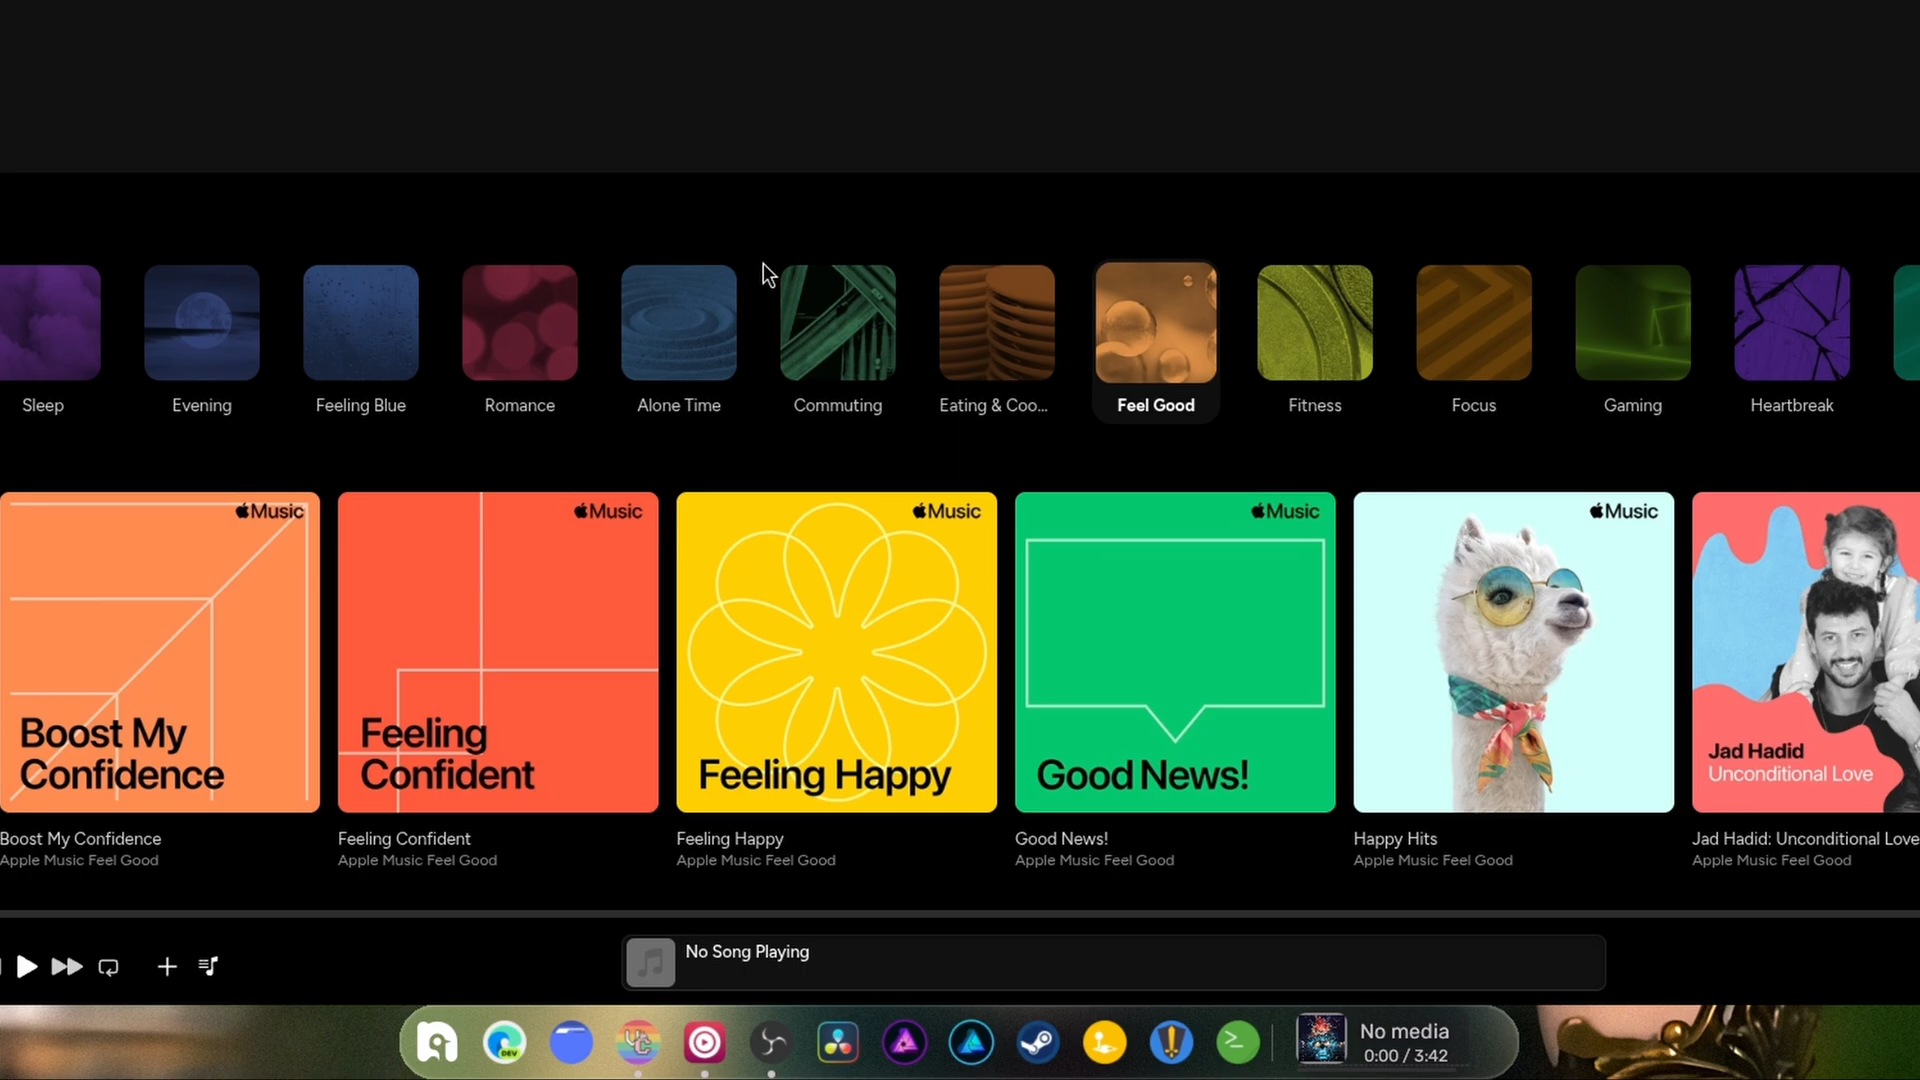 Sleep
Evening
Feeling Blue
Romance
Alone Time
Commuting
Eating & Coo...
Feel Good
Fitness
Focus
Gaming
Heartbreak
Music
Boost My
Confidence
Music
Feeling
Confident
Music
Feeling Happy
Music
Good News!
Music
Jad Hadid
Unconditional Love
Boost My Confidence
Apple Music Feel Good
Feeling Confident
Apple Music Feel Good
Feeling Happy
Apple Music Feel Good
Good News!
Apple Music Feel Good
Happy Hits
Apple Music Feel Good
Jad Hadid: Unconditional Love
Apple Music Feel Good
No Song Playing
DEV
UC
No media
0:00 / 3:42